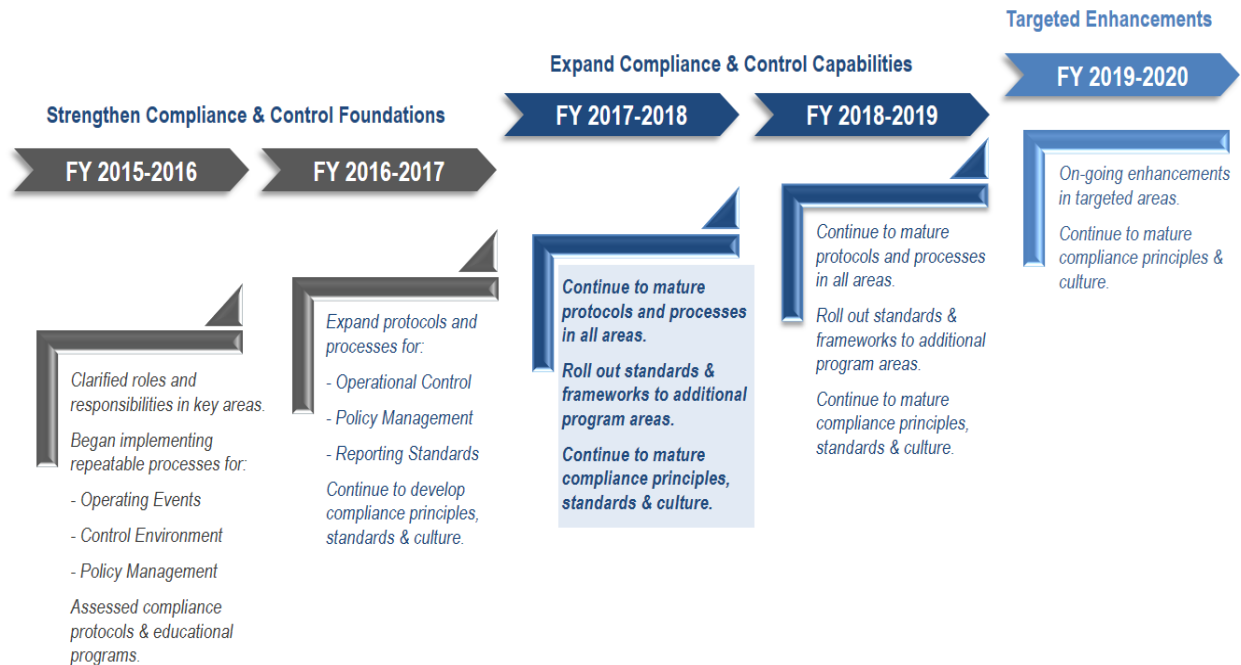 Targeted Enhancements
FY 2019-2020
Expand Compliance & Control Capabilities
FY 2017-2018
FY 2018-2019
Strengthen Compliance & Control Foundations
FY 2015-2016
FY 2016-2017
Clarified roles and
responsibilities in key areas.
Began implementing
repeatable processes for:
- Operating Events
- Control Environment
- Policy Management
Assessed compliance
protocols & educational
programs.
Expand protocols and
processes for:
- Operational Control
- Policy Management
- Reporting Standards
Continue to develop
compliance principles,
standards & culture.
Continue to mature
protocols and processes
in all areas.
Roll out standards &
frameworks to additional
program areas.
Continue to mature
compliance principles,
standards & culture.
Continue to mature
protocols and processes
in all areas.
Roll out standards &
frameworks to additional
program areas.
Continue to mature
compliance principles,
standards & culture.
On-going enhancements
in targeted areas.
Continue to mature
compliance principles &
culture.